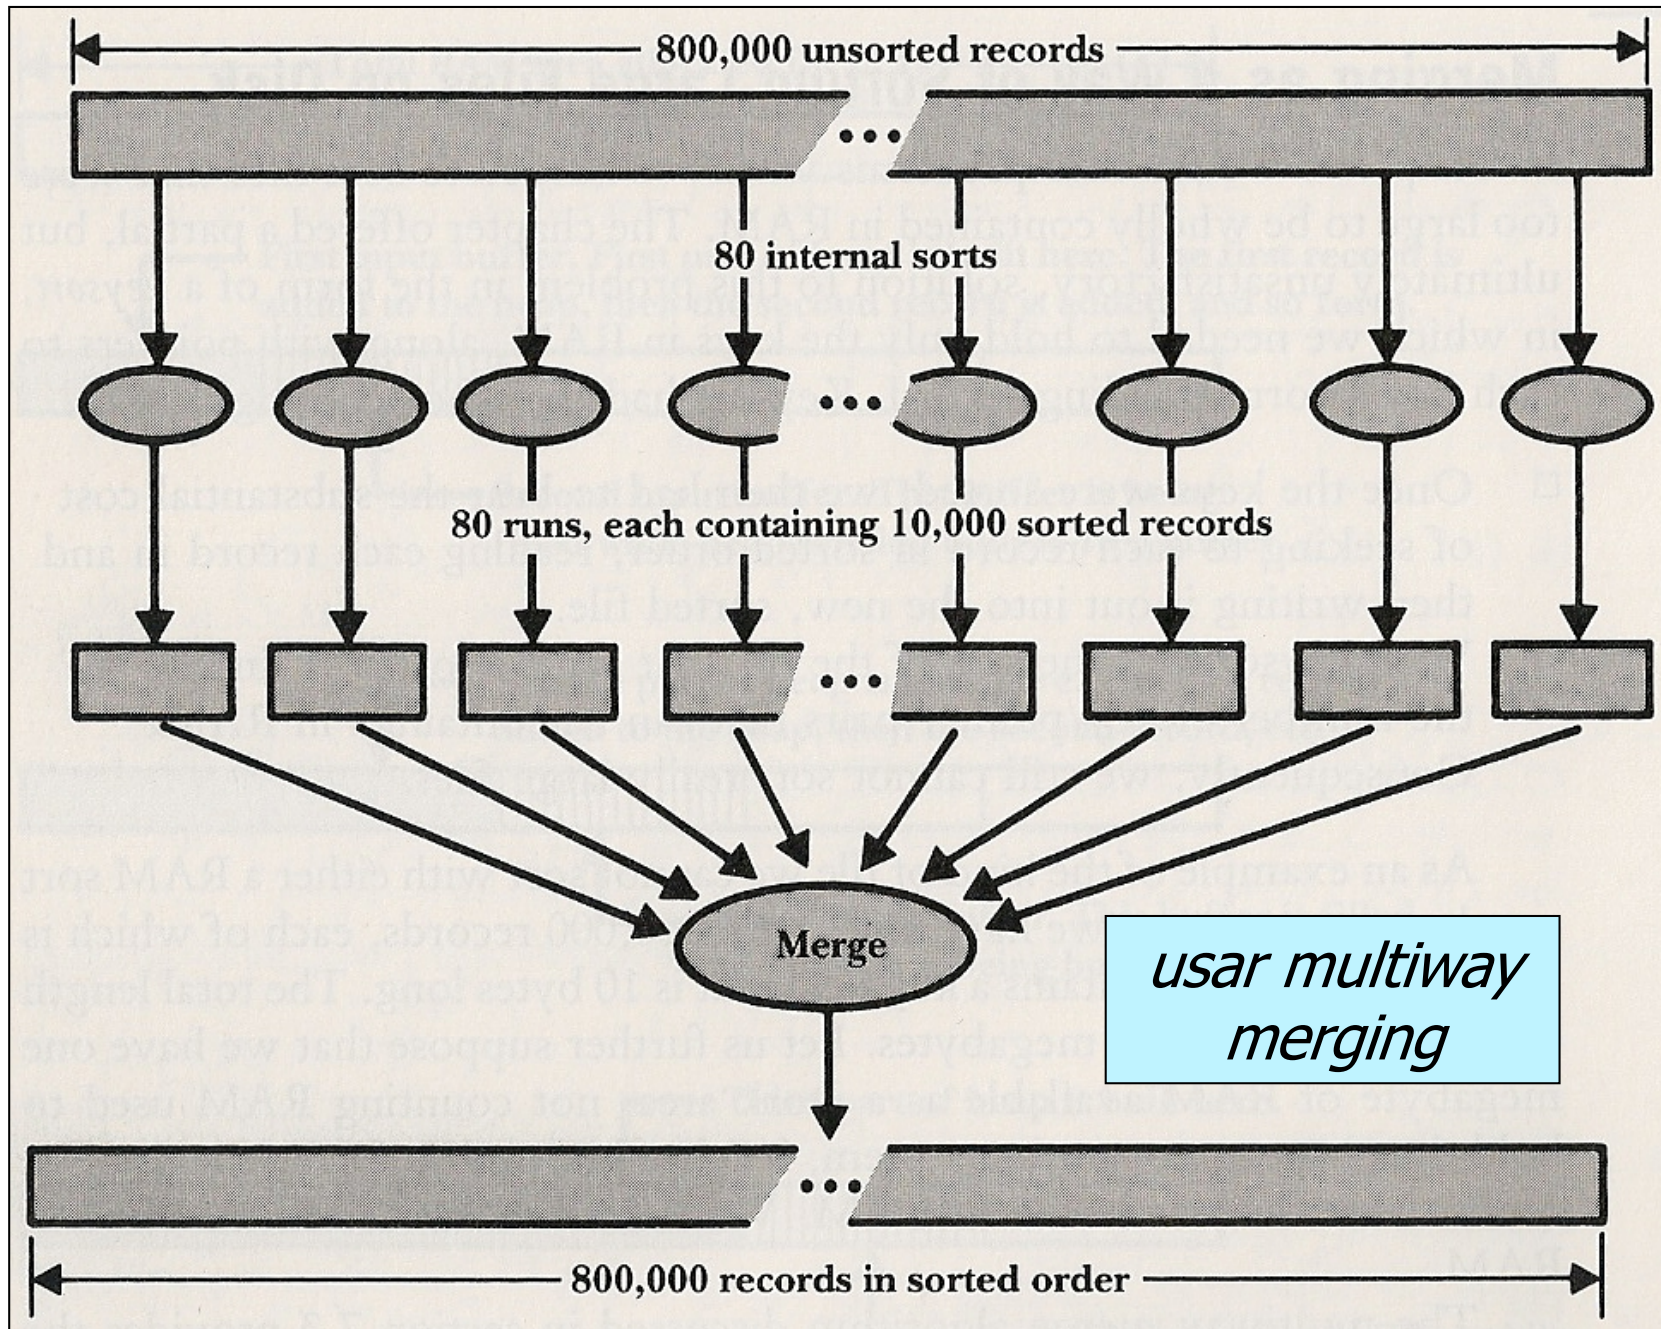 800,000 unsorted records
80 internal sorts
80 runs, each containing 10,000 sorted records
Merge
usar multiway
merging
800,000 records in sorted order